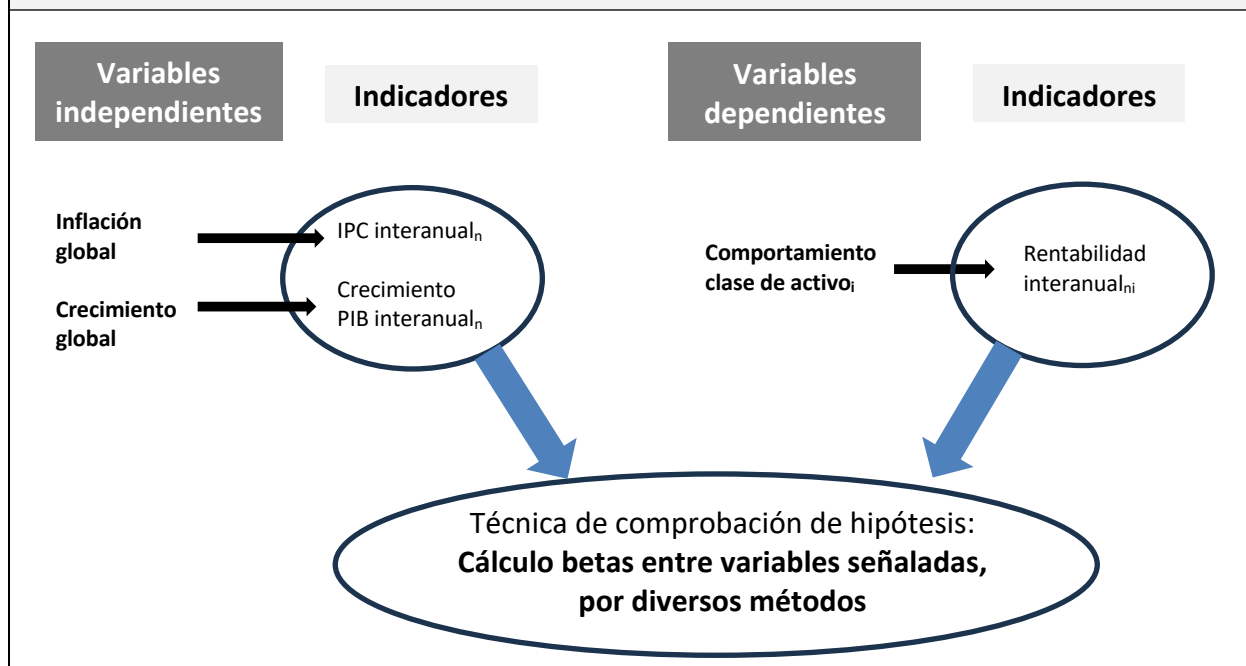 Variables
independientes
Indicadores
Variables
dependientes
Indicadores
Inflación
global
IPC interanualₙ
Crecimiento
global
Crecimiento
PIB interanualₙ
Comportamiento
clase de activoᵢ
Rentabilidad
interanualₙᵢ
Técnica de comprobación de hipótesis:
Cálculo betas entre variables señaladas,
por diversos métodos